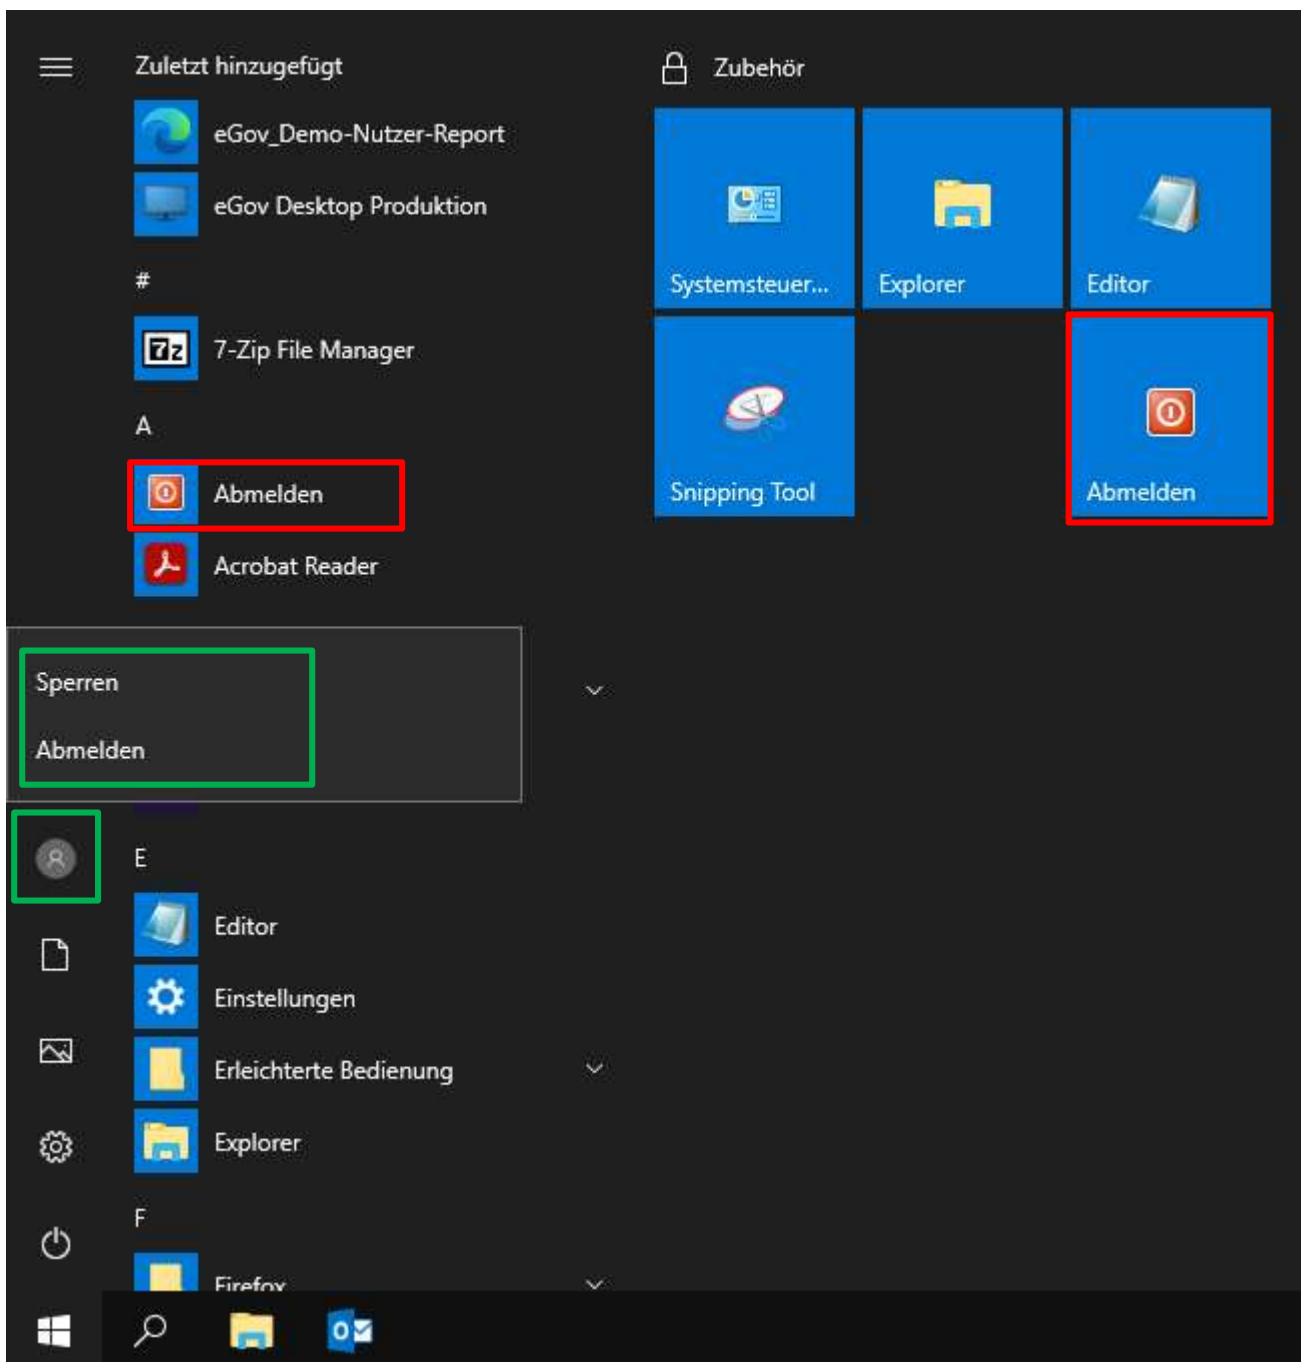 Zuletzt hinzugefügt
eGov_Demo-Nutzer-Report
eGov Desktop Produktion
#
7-Zip File Manager
A
Abmelden
Acrobat Reader
Sperren
Abmelden
E
Editor
Einstellungen
Erleichterte Bedienung
Explorer
F
Firefox
Zubehör
Systemsteuer...
Explorer
Editor
Snipping Tool
Abmelden